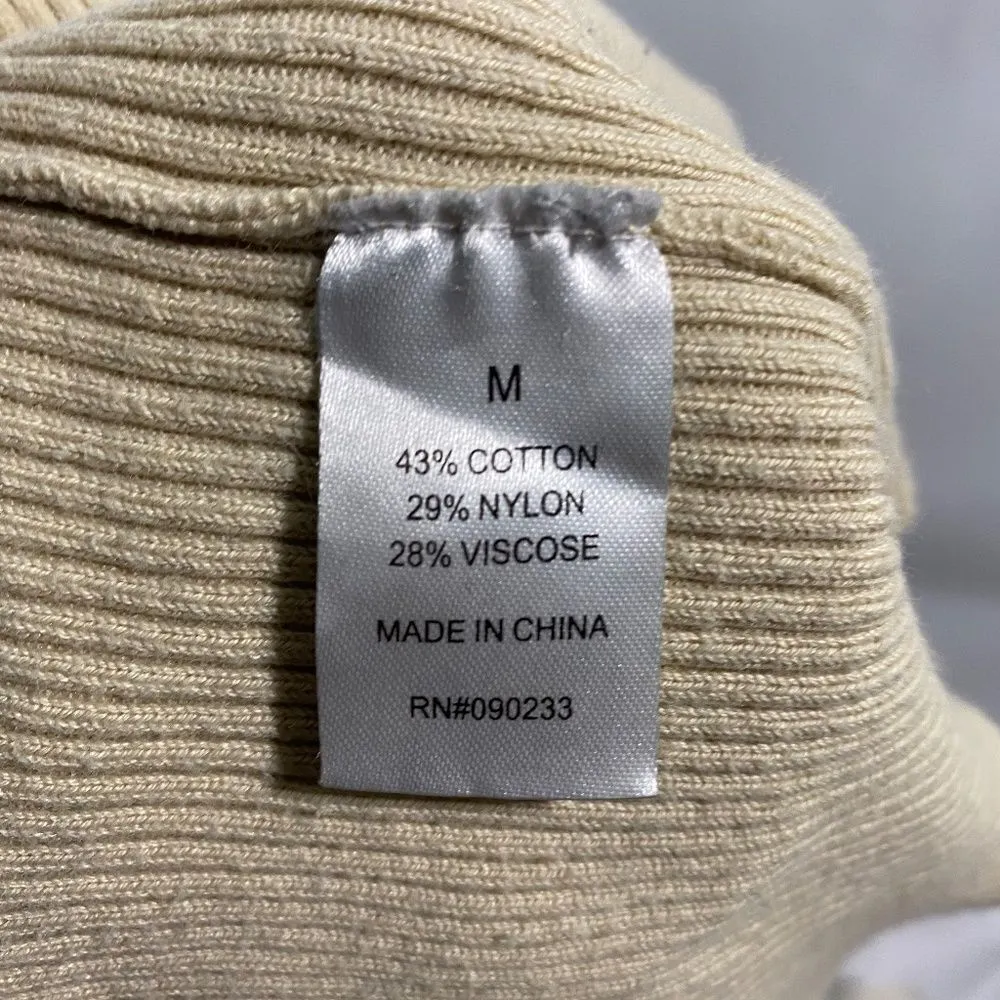 M
43% COTTON
29% NYLON
28% VISCOSE
MADE IN CHINA
RN#090233